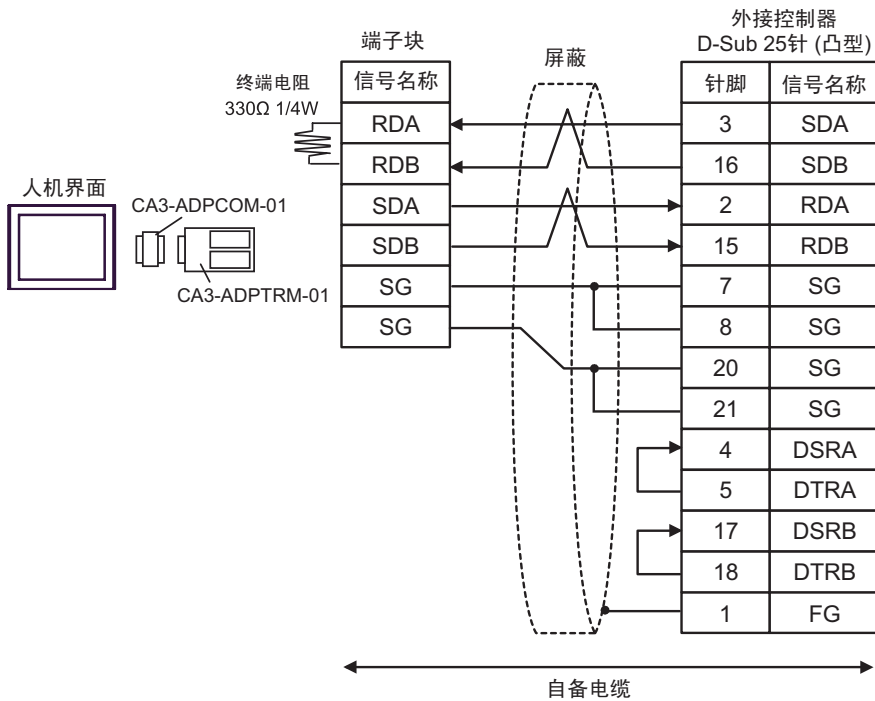 外接控制器
D-Sub 25针 (凸型)
端子块
屏蔽
终端电阻
330Ω 1/4W
信号名称
针脚 信号名称
RDA 3 SDA
RDB 16 SDB
SDA 2 RDA
SDB 15 RDB
SG 7 SG
SG 8 SG
20 SG
21 SG
4 DSRA
5 DTRA
17 DSRB
18 DTRB
1 FG
人机界面
CA3-ADPCOM-01
CA3-ADPTRM-01
自备电缆